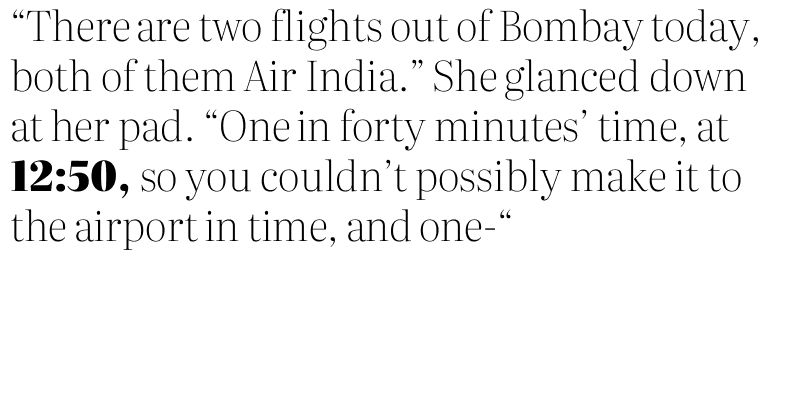 “There are two flights out of Bombay today,
both of them Air India.” She glanced down
at her pad. “One in forty minutes’ time, at
12:50, so you couldn’t possibly make it to
the airport in time, and one-“